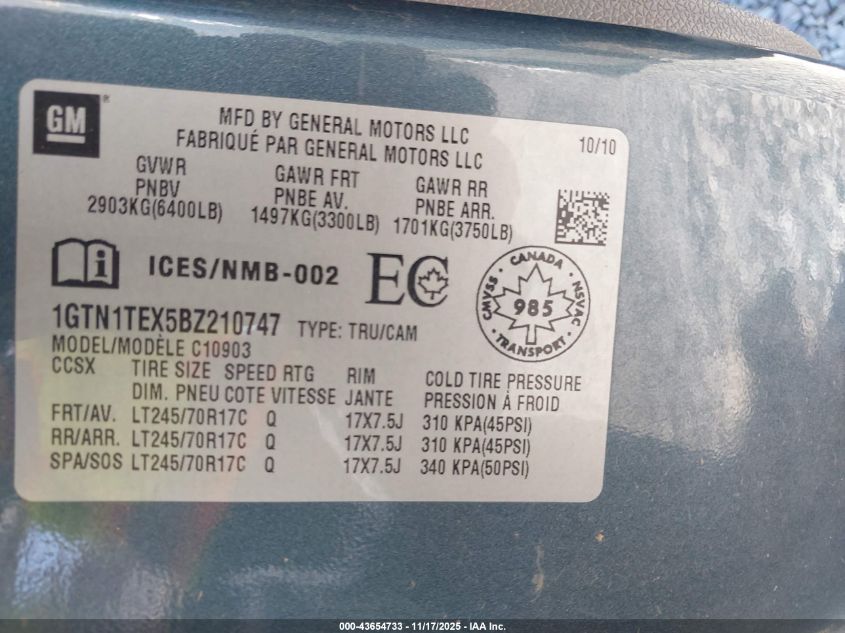 GM®
MFD BY GENERAL MOTORS LLC
FABRIQUÉ PAR GENERAL MOTORS LLC
10/10
GVWR
PNBV
2903KG(6400LB)
GAWR FRT
PNBE AV.
1497KG(3300LB)
GAWR RR
PNBE ARR.
1701KG(3750LB)
i ICES/NMB-002 EC
CANADA
CMVSS 985 NSVAC
TRANSPORT
1GTN1TEX5BZ210747 TYPE: TRU/CAM
MODEL/MODÈLE C10903
CCSX TIRE SIZE SPEED RTG RIM COLD TIRE PRESSURE
DIM. PNEU COTE VITESSE JANTE PRESSION À FROID
FRT/AV. LT245/70R17C Q 17X7.5J 310 KPA(45PSI)
RR/ARR. LT245/70R17C Q 17X7.5J 310 KPA(45PSI)
SPA/SOS LT245/70R17C Q 17X7.5J 340 KPA(50PSI)
000-43654733 - 11/17/2025 - IAA Inc.